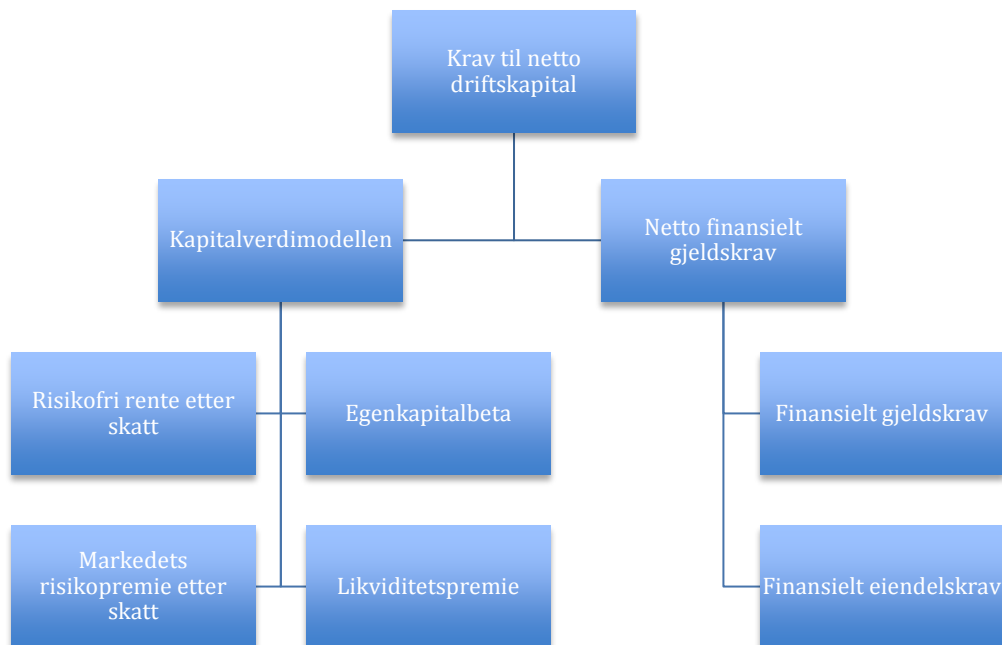 Krav til netto
driftskapital
Kapitalverdimodellen
Netto finansielt
gjeldskrav
Risikofri rente etter
skatt
Egenkapitalbeta
Finansielt gjeldskrav
Markedets
risikopremie etter
skatt
Likviditetspremie
Finansielt eiendelskrav